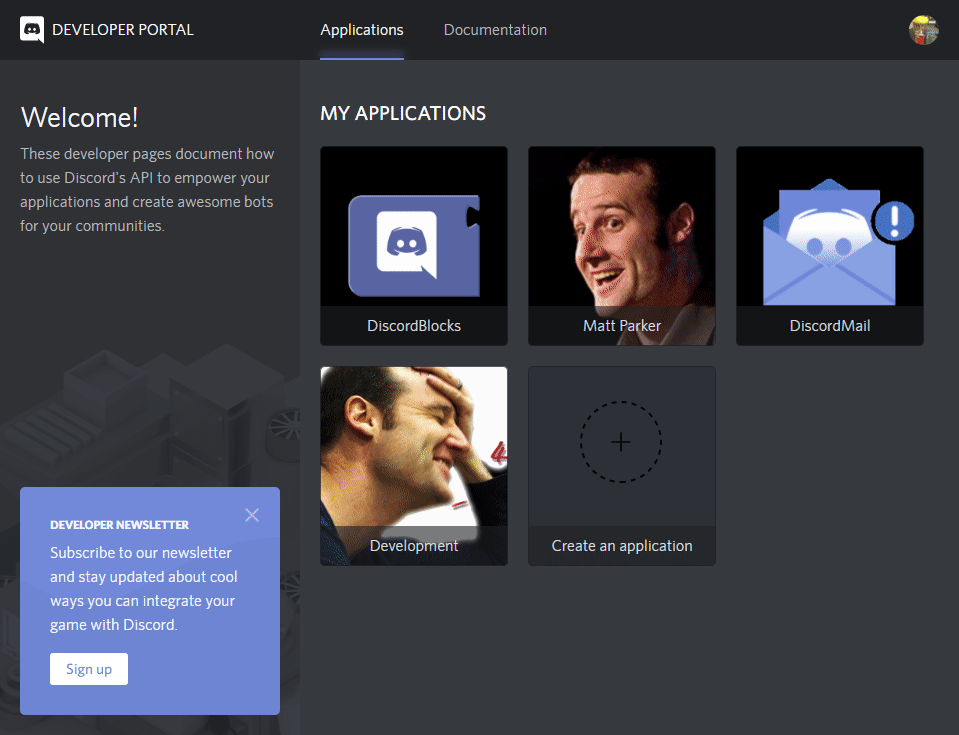 DEVELOPER PORTAL
Applications
Documentation
Welcome!
These developer pages document how
to use Discord's API to empower your
applications and create awesome bots
for your communities.
MY APPLICATIONS
DiscordBlocks
Matt Parker
DiscordMail
Development
Create an application
DEVELOPER NEWSLETTER
Subscribe to our newsletter
and stay updated about cool
ways you can integrate your
game with Discord.
Sign up